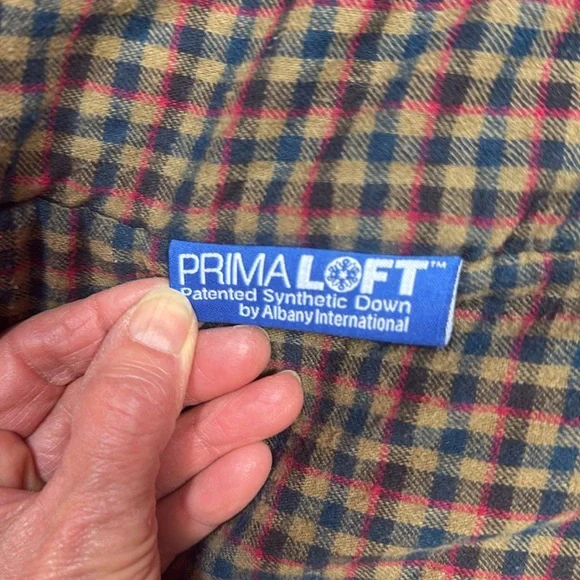 PRIMALOFT™
Patented Synthetic Down
by Albany International